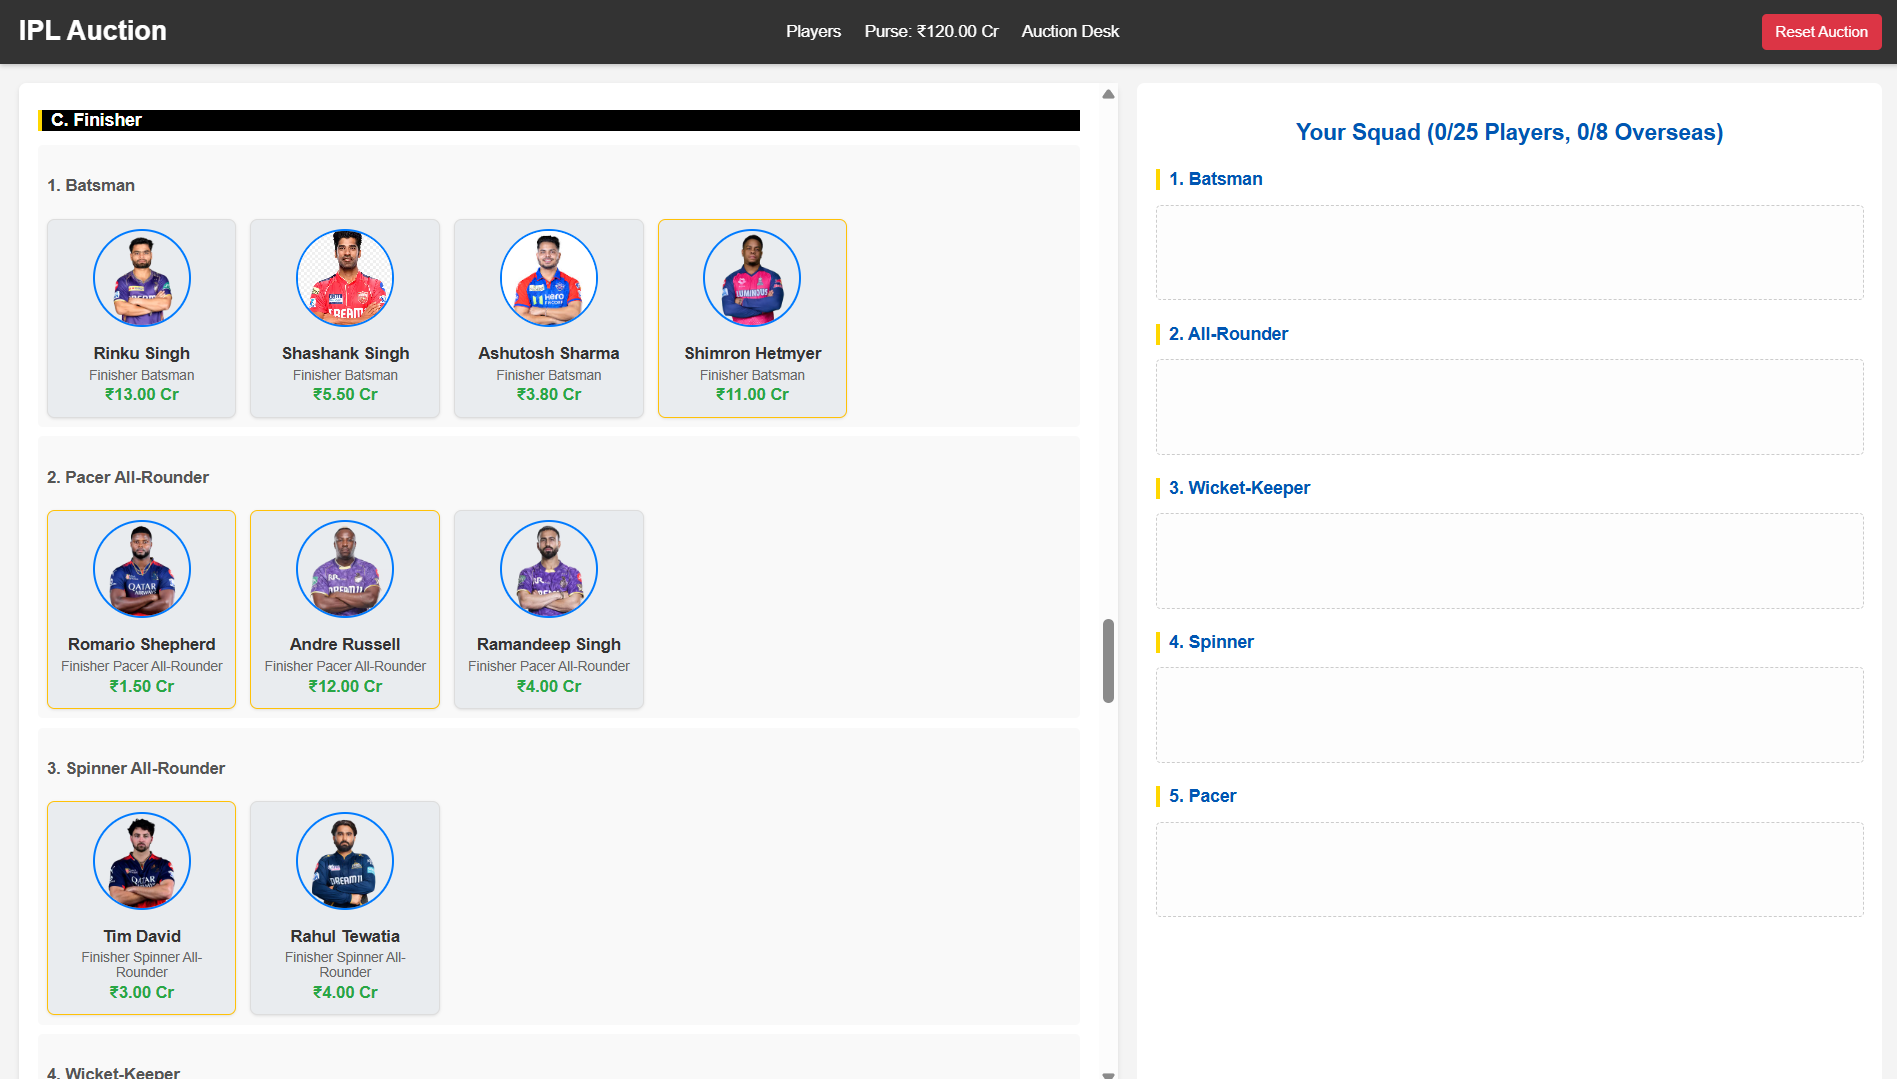 IPL Auction
Players
Purse: ₹120.00 Cr
Auction Desk
Reset Auction
C. Finisher
1. Batsman
Rinku Singh
Finisher Batsman
₹13.00 Cr
Shashank Singh
Finisher Batsman
₹5.50 Cr
Ashutosh Sharma
Finisher Batsman
₹3.80 Cr
LUMINOUS
Shimron Hetmyer
Finisher Batsman
₹11.00 Cr
2. Pacer All-Rounder
QATAR
AIRWAYS
Romario Shepherd
Finisher Pacer All-Rounder
₹1.50 Cr
Andre Russell
Finisher Pacer All-Rounder
₹12.00 Cr
Ramandeep Singh
Finisher Pacer All-Rounder
₹4.00 Cr
3. Spinner All-Rounder
QATAR
Tim David
Finisher Spinner All-
Rounder
₹3.00 Cr
DREAM11
Rahul Tewatia
Finisher Spinner All-
Rounder
₹4.00 Cr
4. Wicket-Keeper
Your Squad (0/25 Players, 0/8 Overseas)
1. Batsman
2. All-Rounder
3. Wicket-Keeper
4. Spinner
5. Pacer